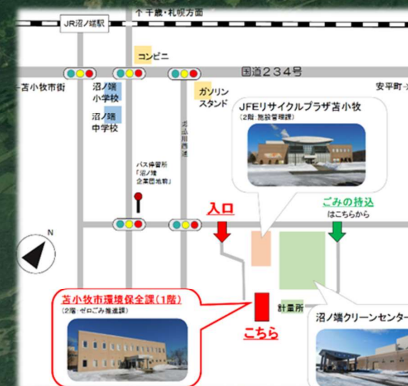 ↑千歳・札幌方面
JR沼ノ端駅
コンビニ
国道234号
←苫小牧市街
安平町→
沼ノ端
小学校
沼ノ端
中学校
ガソリン
スタンド
JFEリサイクルプラザ苫小牧
(2階:施設管理課)
バス停留所
「沼ノ端
企業団地前」
入口
ごみの持込
はこちらから
N
苫小牧市環境保全課(1階)
(2階:ゼロごみ推進課)
計量所
こちら
沼ノ端クリーンセンター